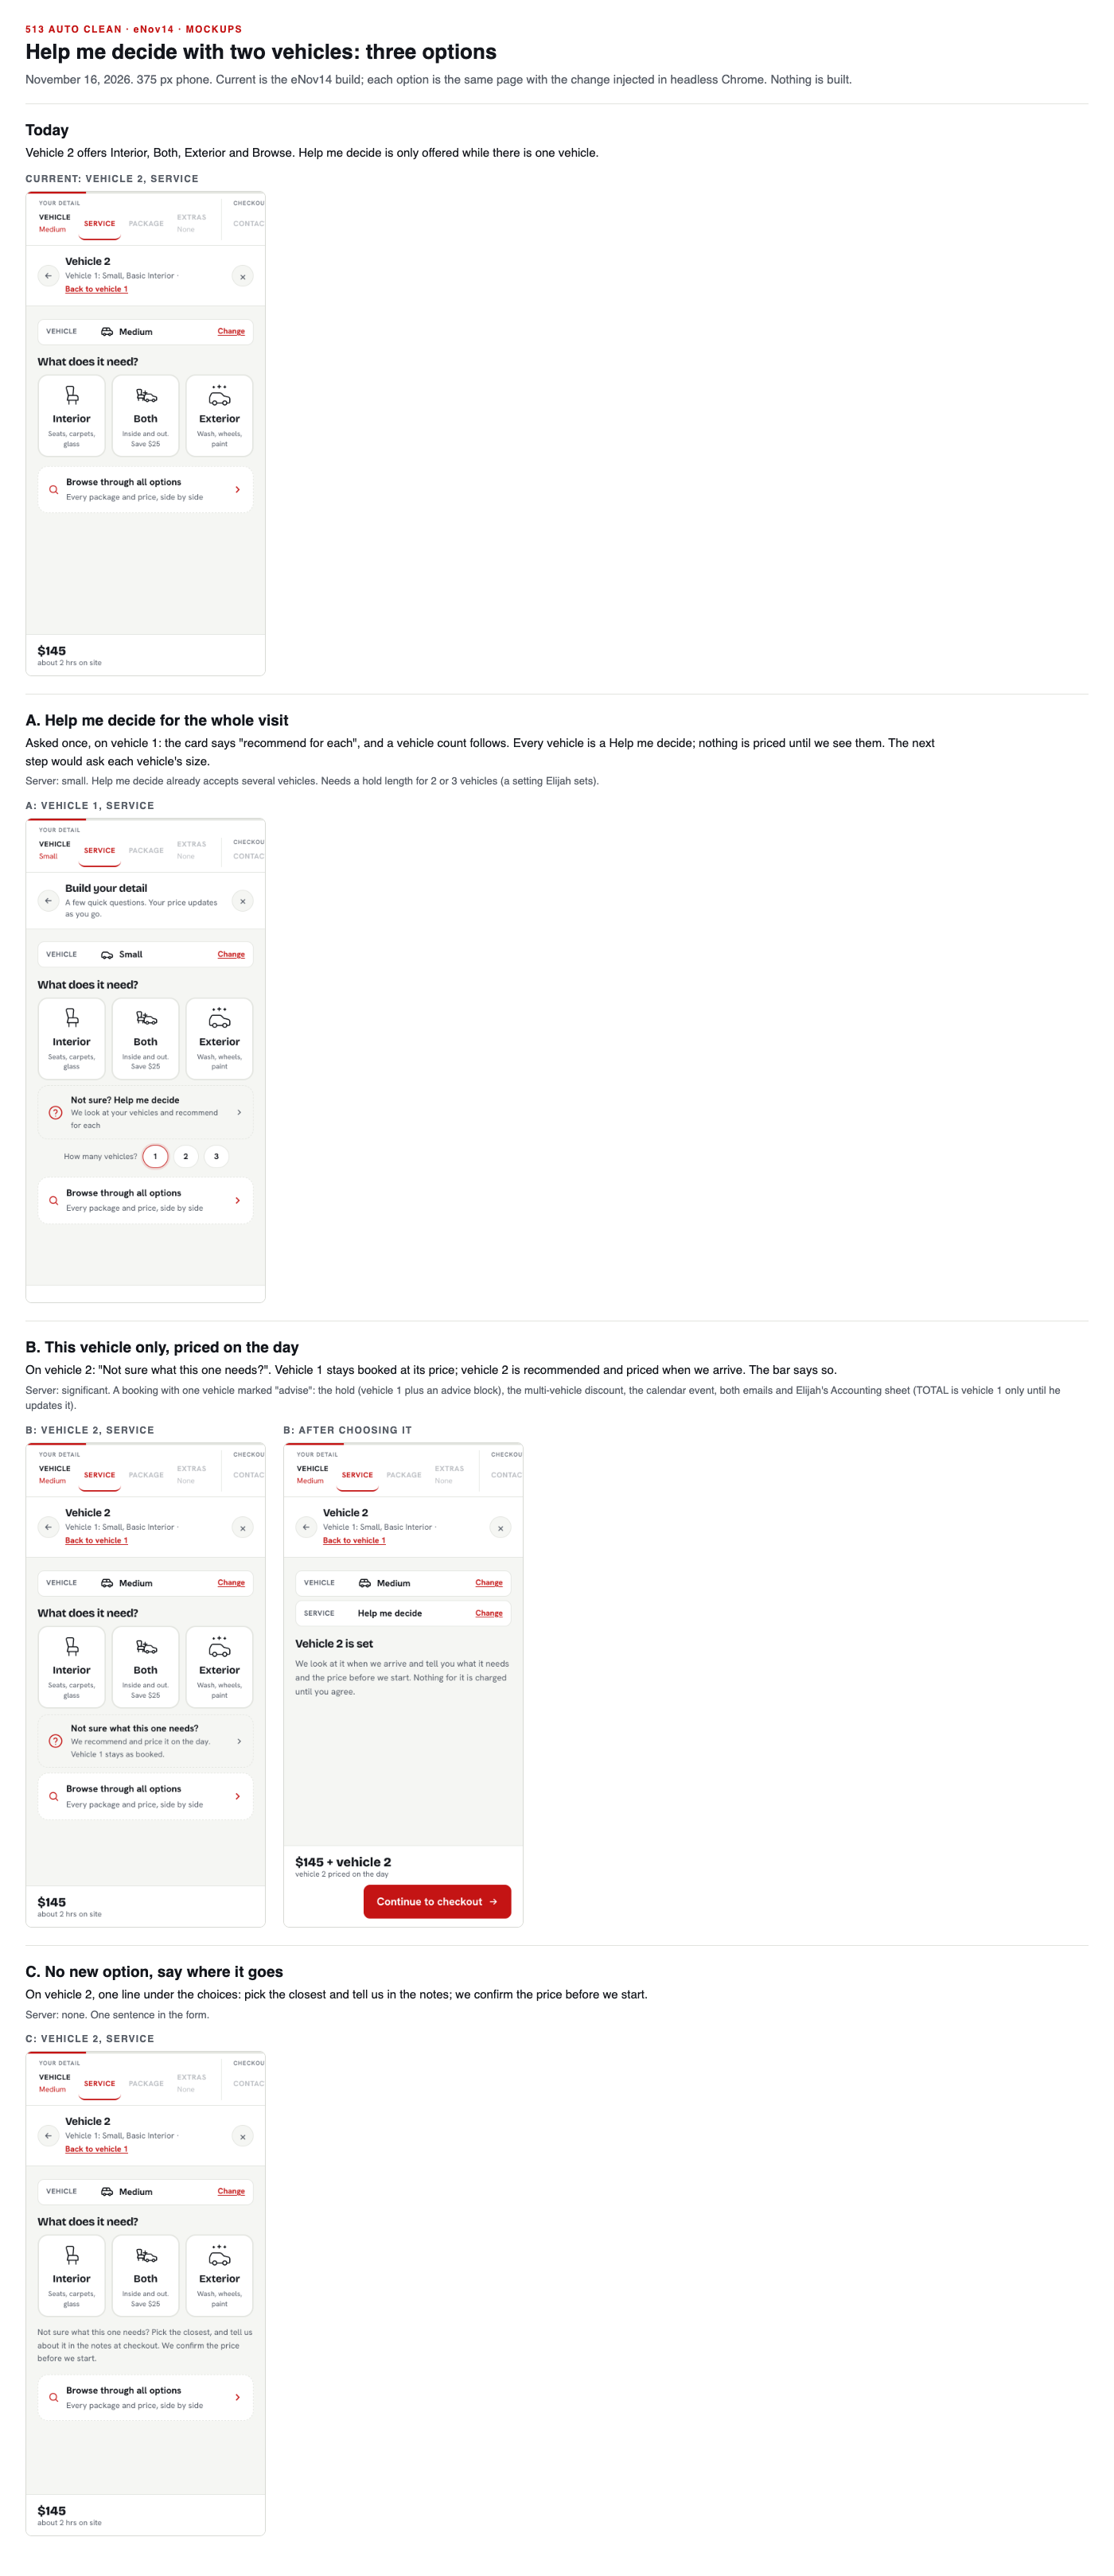 513 AUTO CLEAN · eNov14 · MOCKUPS
Help me decide with two vehicles: three options
November 16, 2026. 375 px phone. Current is the eNov14 build; each option is the same page with the change injected in headless Chrome. Nothing is built.
Today
Vehicle 2 offers Interior, Both, Exterior and Browse. Help me decide is only offered while there is one vehicle.
CURRENT: VEHICLE 2, SERVICE
YOUR DETAIL
CHECKOU
VEHICLE
Medium
SERVICE
PACKAGE
EXTRAS
None
CONTAC
Vehicle 2
Vehicle 1: Small, Basic Interior ·
Back to vehicle 1
VEHICLE
Medium
Change
What does it need?
Interior
Seats, carpets,
glass
Both
Inside and out.
Save $25
Exterior
Wash, wheels,
paint
Browse through all options
Every package and price, side by side
$145
about 2 hrs on site
A. Help me decide for the whole visit
Asked once, on vehicle 1: the card says "recommend for each", and a vehicle count follows. Every vehicle is a Help me decide; nothing is priced until we see them. The next
step would ask each vehicle's size.
Server: small. Help me decide already accepts several vehicles. Needs a hold length for 2 or 3 vehicles (a setting Elijah sets).
A: VEHICLE 1, SERVICE
YOUR DETAIL
CHECKOU
VEHICLE
Small
SERVICE
PACKAGE
EXTRAS
None
CONTAC
Build your detail
A few quick questions. Your price updates
as you go.
VEHICLE
Small
Change
What does it need?
Interior
Seats, carpets,
glass
Both
Inside and out.
Save $25
Exterior
Wash, wheels,
paint
Not sure? Help me decide
We look at your vehicles and recommend
for each
How many vehicles?
1
2
3
Browse through all options
Every package and price, side by side
B. This vehicle only, priced on the day
On vehicle 2: "Not sure what this one needs?". Vehicle 1 stays booked at its price; vehicle 2 is recommended and priced when we arrive. The bar says so.
Server: significant. A booking with one vehicle marked "advise": the hold (vehicle 1 plus an advice block), the multi-vehicle discount, the calendar event, both emails and Elijah's Accounting sheet (TOTAL is vehicle 1 only until he
updates it).
B: VEHICLE 2, SERVICE
YOUR DETAIL
CHECKOU
VEHICLE
Medium
SERVICE
PACKAGE
EXTRAS
None
CONTAC
Vehicle 2
Vehicle 1: Small, Basic Interior ·
Back to vehicle 1
VEHICLE
Medium
Change
What does it need?
Interior
Seats, carpets,
glass
Both
Inside and out.
Save $25
Exterior
Wash, wheels,
paint
Not sure what this one needs?
We recommend and price it on the day.
Vehicle 1 stays as booked.
Browse through all options
Every package and price, side by side
$145
about 2 hrs on site
B: AFTER CHOOSING IT
YOUR DETAIL
CHECKOU
VEHICLE
Medium
SERVICE
PACKAGE
EXTRAS
None
CONTAC
Vehicle 2
Vehicle 1: Small, Basic Interior ·
Back to vehicle 1
VEHICLE
Medium
Change
SERVICE
Help me decide
Change
Vehicle 2 is set
We look at it when we arrive and tell you what it needs
and the price before we start. Nothing for it is charged
until you agree.
$145 + vehicle 2
vehicle 2 priced on the day
Continue to checkout →
C. No new option, say where it goes
On vehicle 2, one line under the choices: pick the closest and tell us in the notes; we confirm the price before we start.
Server: none. One sentence in the form.
C: VEHICLE 2, SERVICE
YOUR DETAIL
CHECKOU
VEHICLE
Medium
SERVICE
PACKAGE
EXTRAS
None
CONTAC
Vehicle 2
Vehicle 1: Small, Basic Interior ·
Back to vehicle 1
VEHICLE
Medium
Change
What does it need?
Interior
Seats, carpets,
glass
Both
Inside and out.
Save $25
Exterior
Wash, wheels,
paint
Not sure what this one needs? Pick the closest, and tell us
about it in the notes at checkout. We confirm the price
before we start.
Browse through all options
Every package and price, side by side
$145
about 2 hrs on site